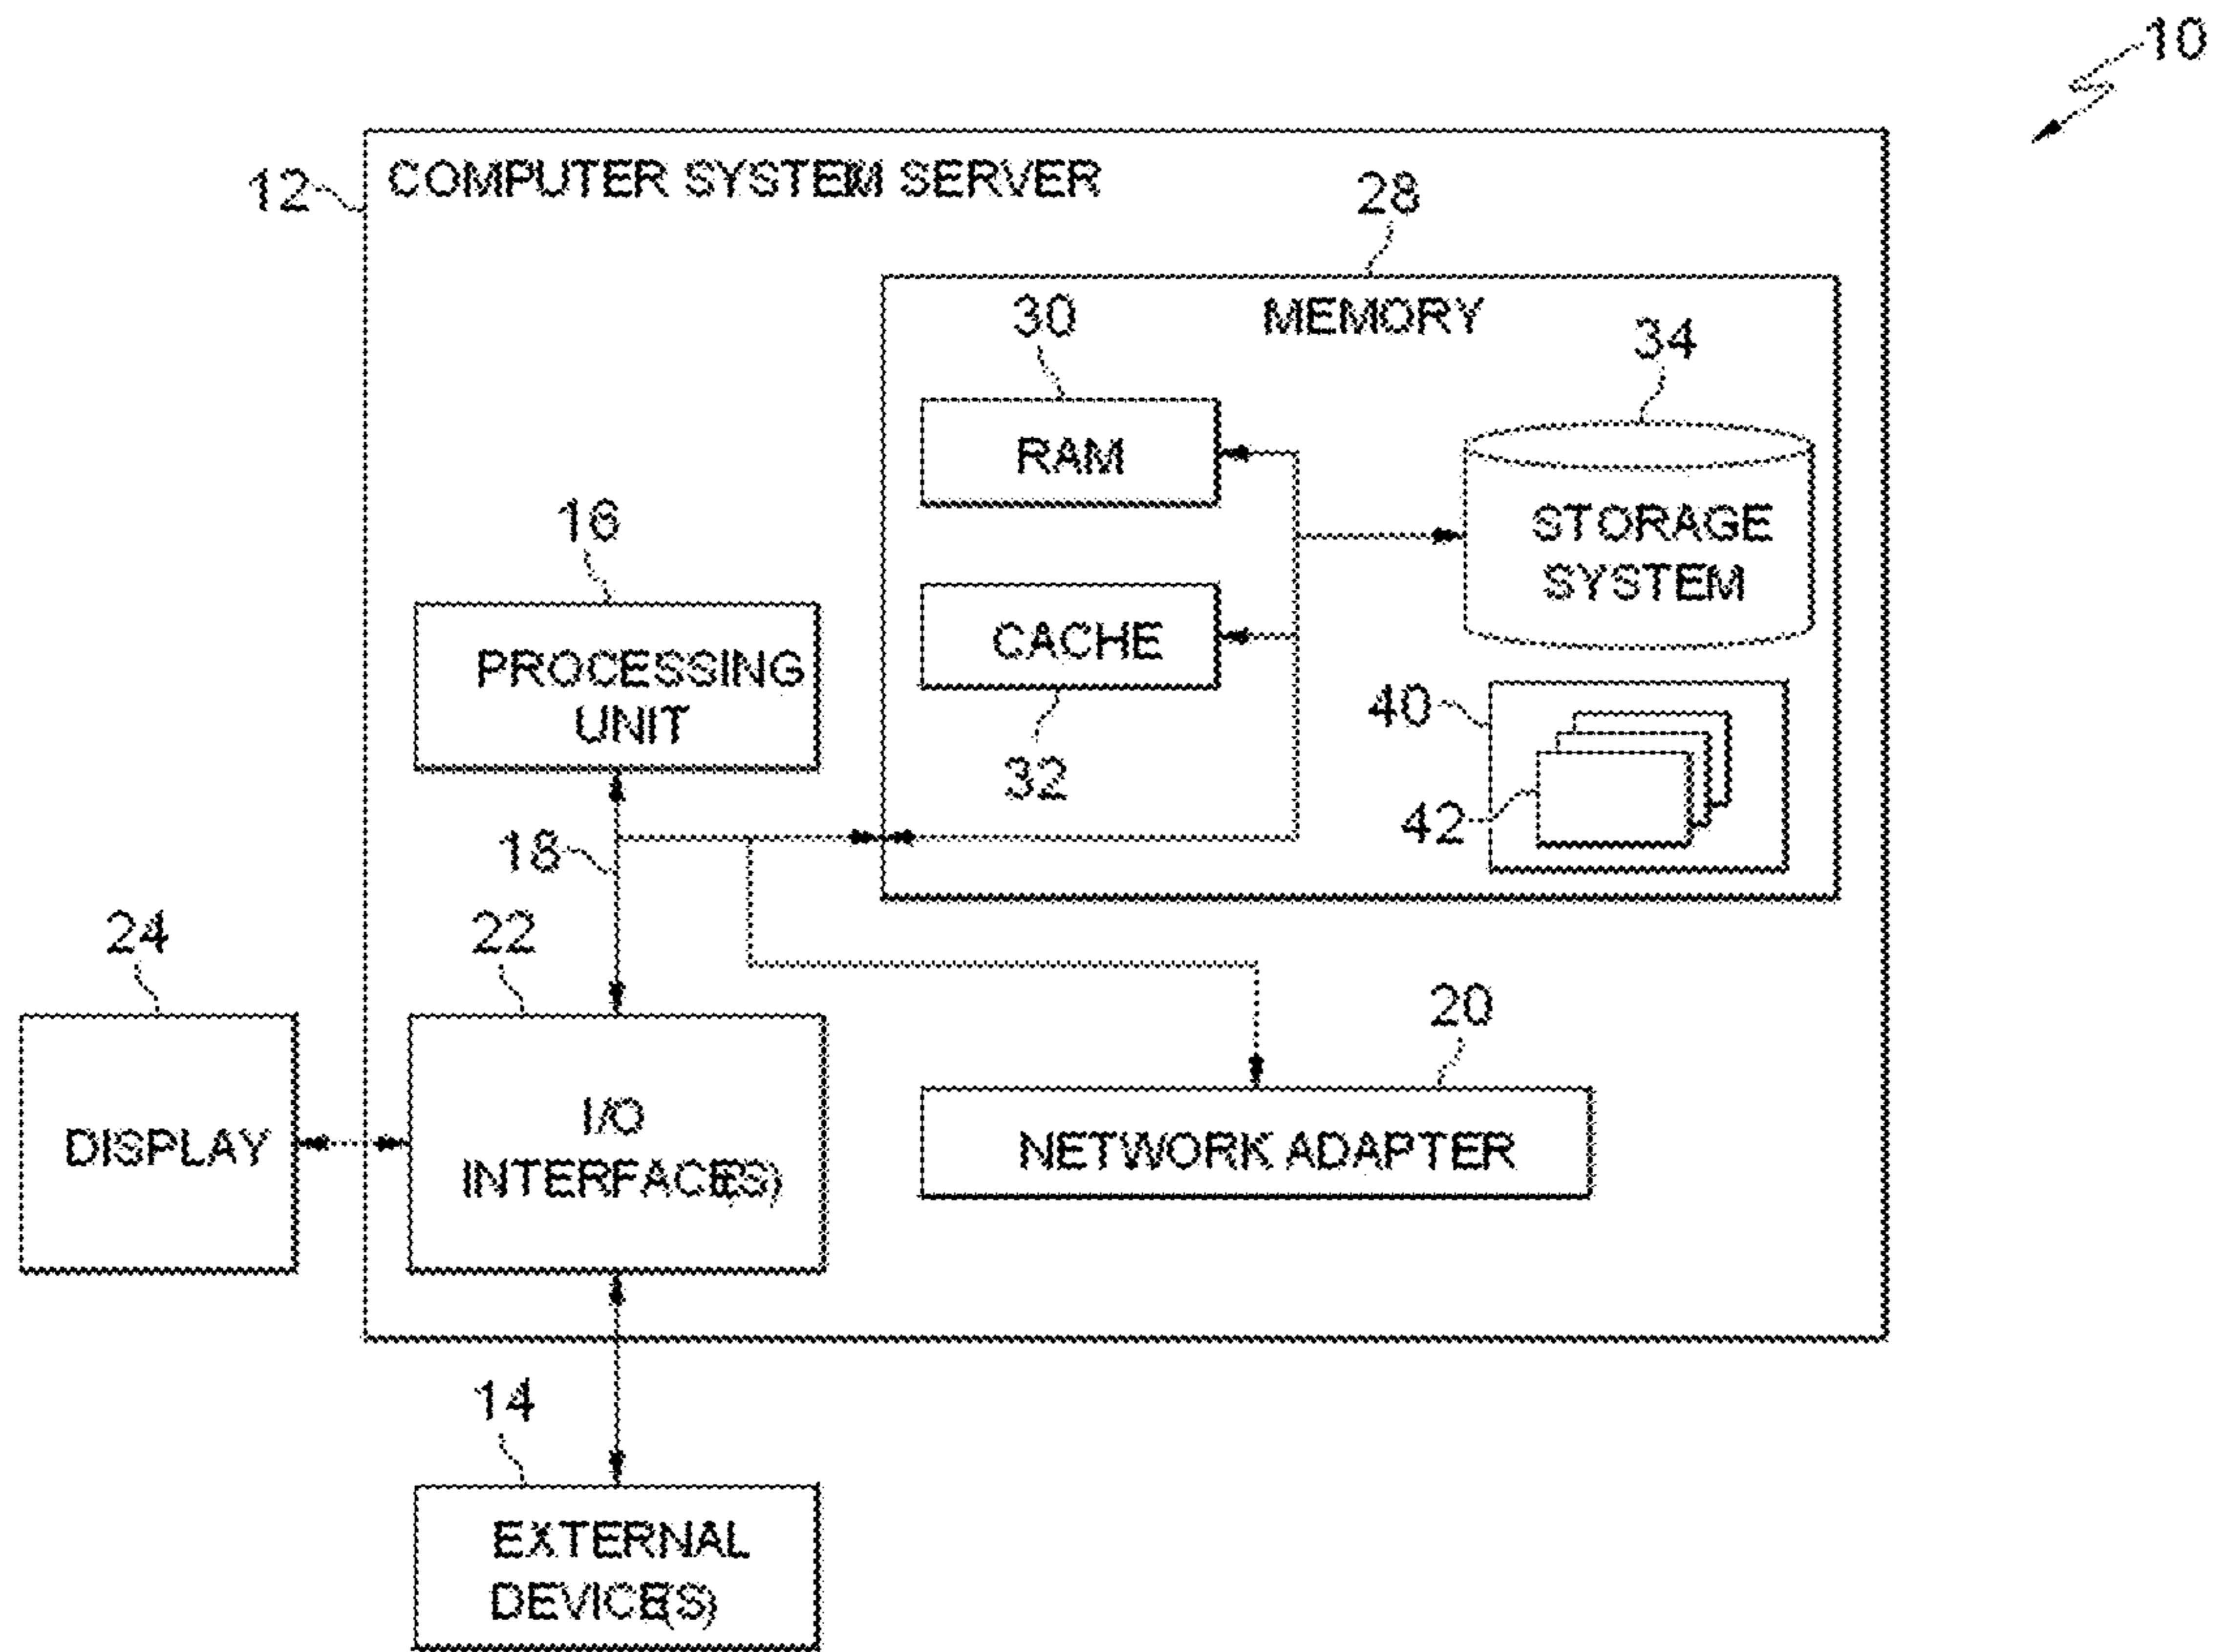 10
12
COMPUTER SYSTEM SERVER
28
MEMORY
30
34
RAM
STORAGE
SYSTEM
16
CACHE
PROCESSING
UNIT
32
40
42
18
24
22
20
DISPLAY
I/O
INTERFACE(S)
NETWORK ADAPTER
14
EXTERNAL
DEVICE(S)